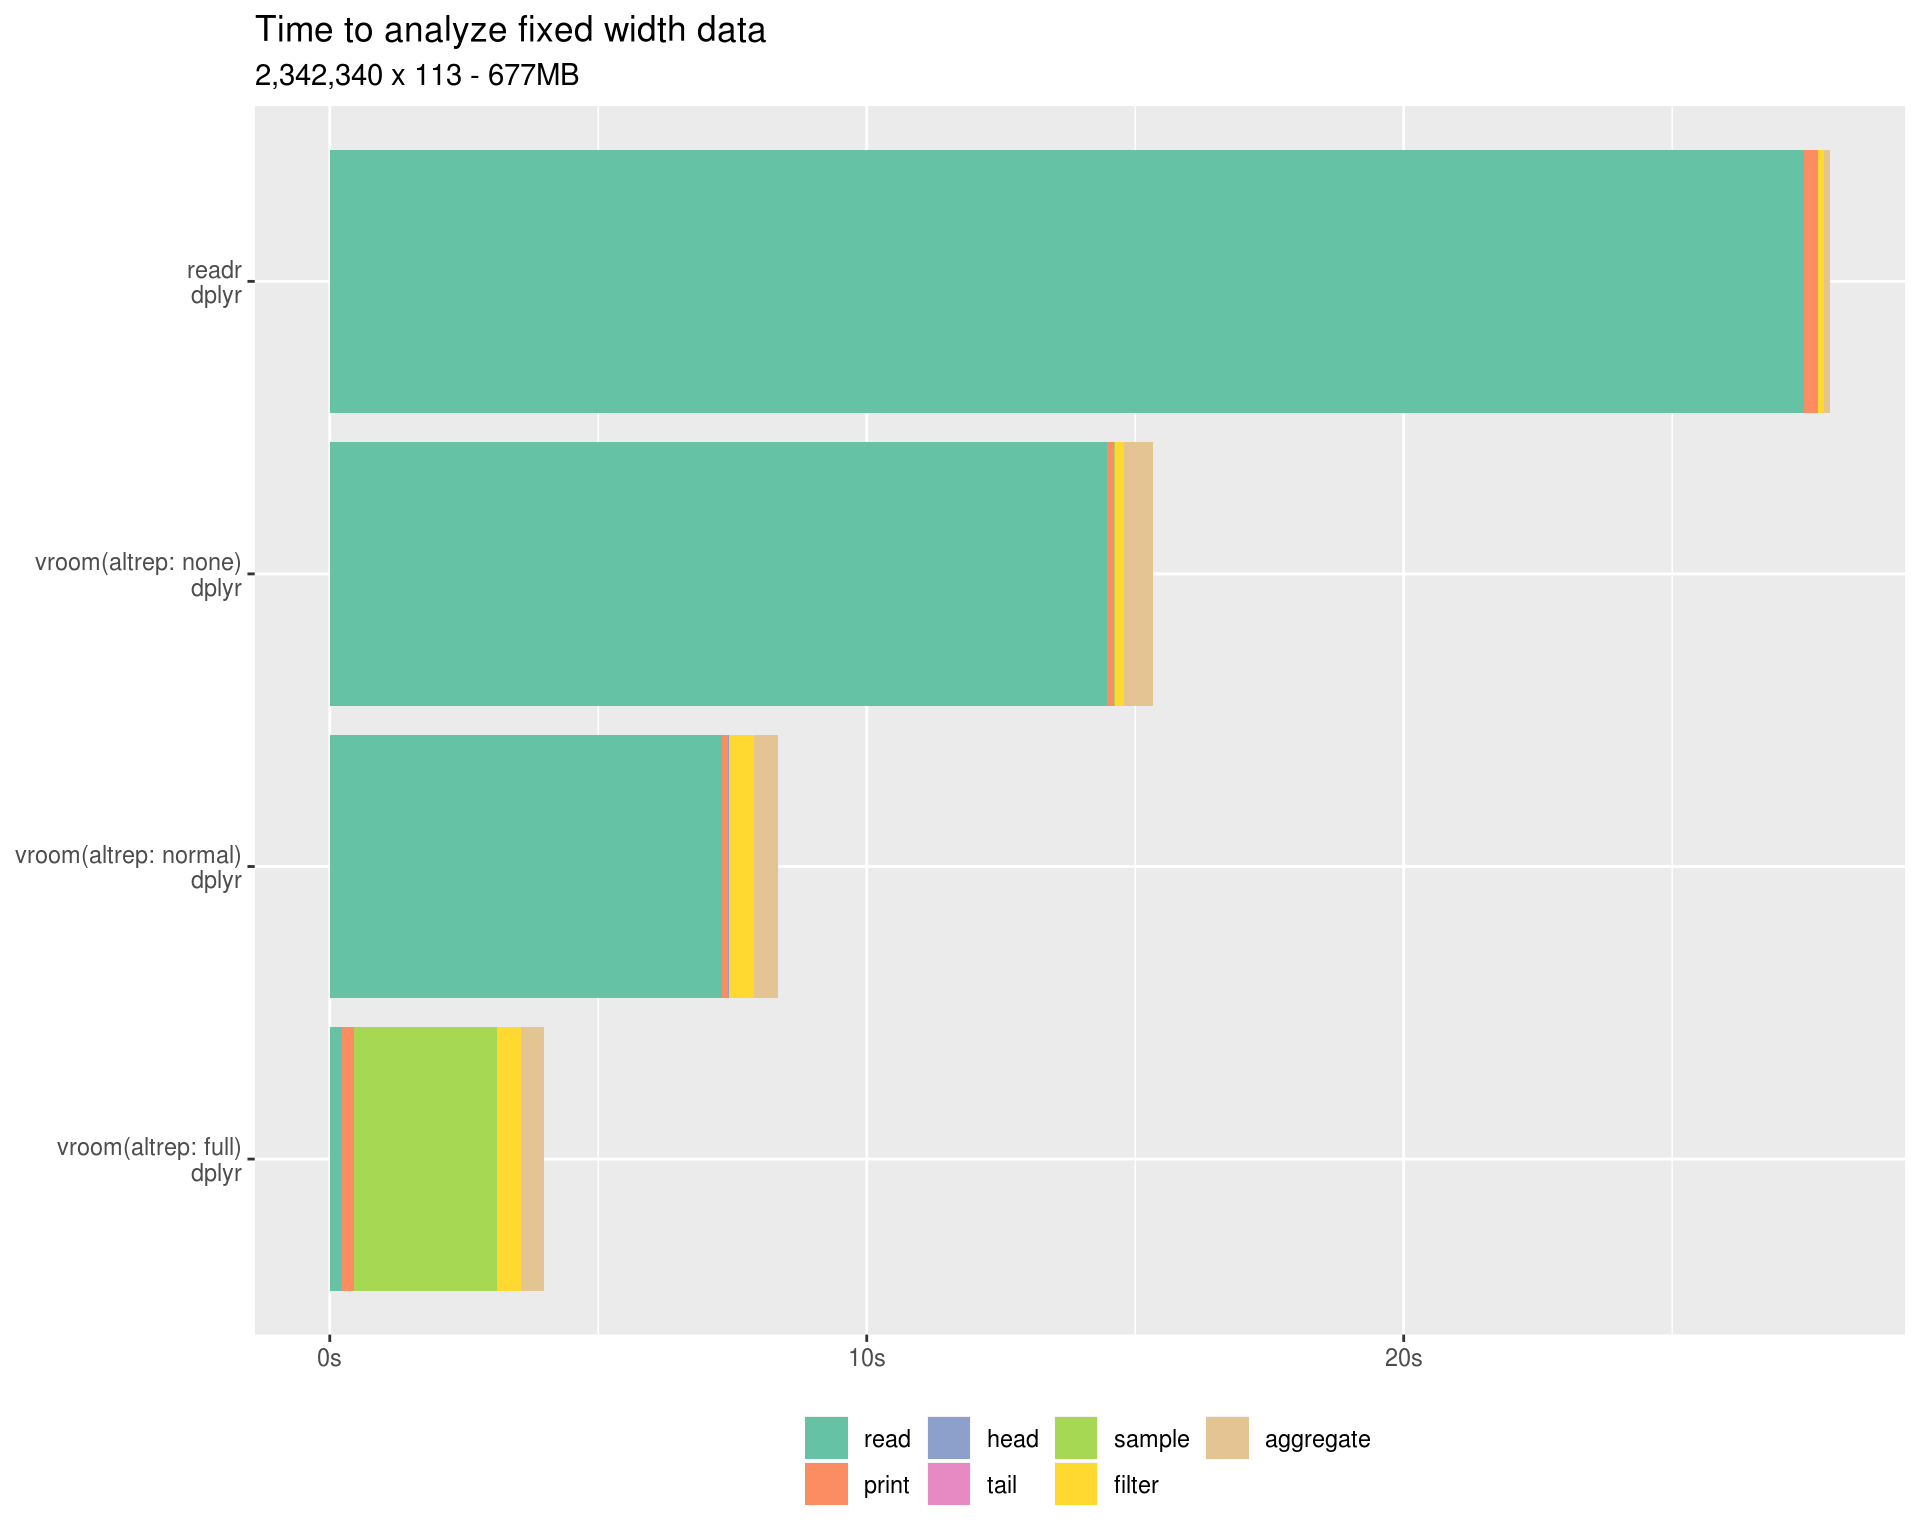 Time to analyze fixed width data
2,342,340 x 113 - 677MB
readr
dplyr
vroom(altrep: none)
dplyr
vroom(altrep: normal)
dplyr
vroom(altrep: full)
dplyr
0s 10s 20s
read head sample aggregate
print tail filter